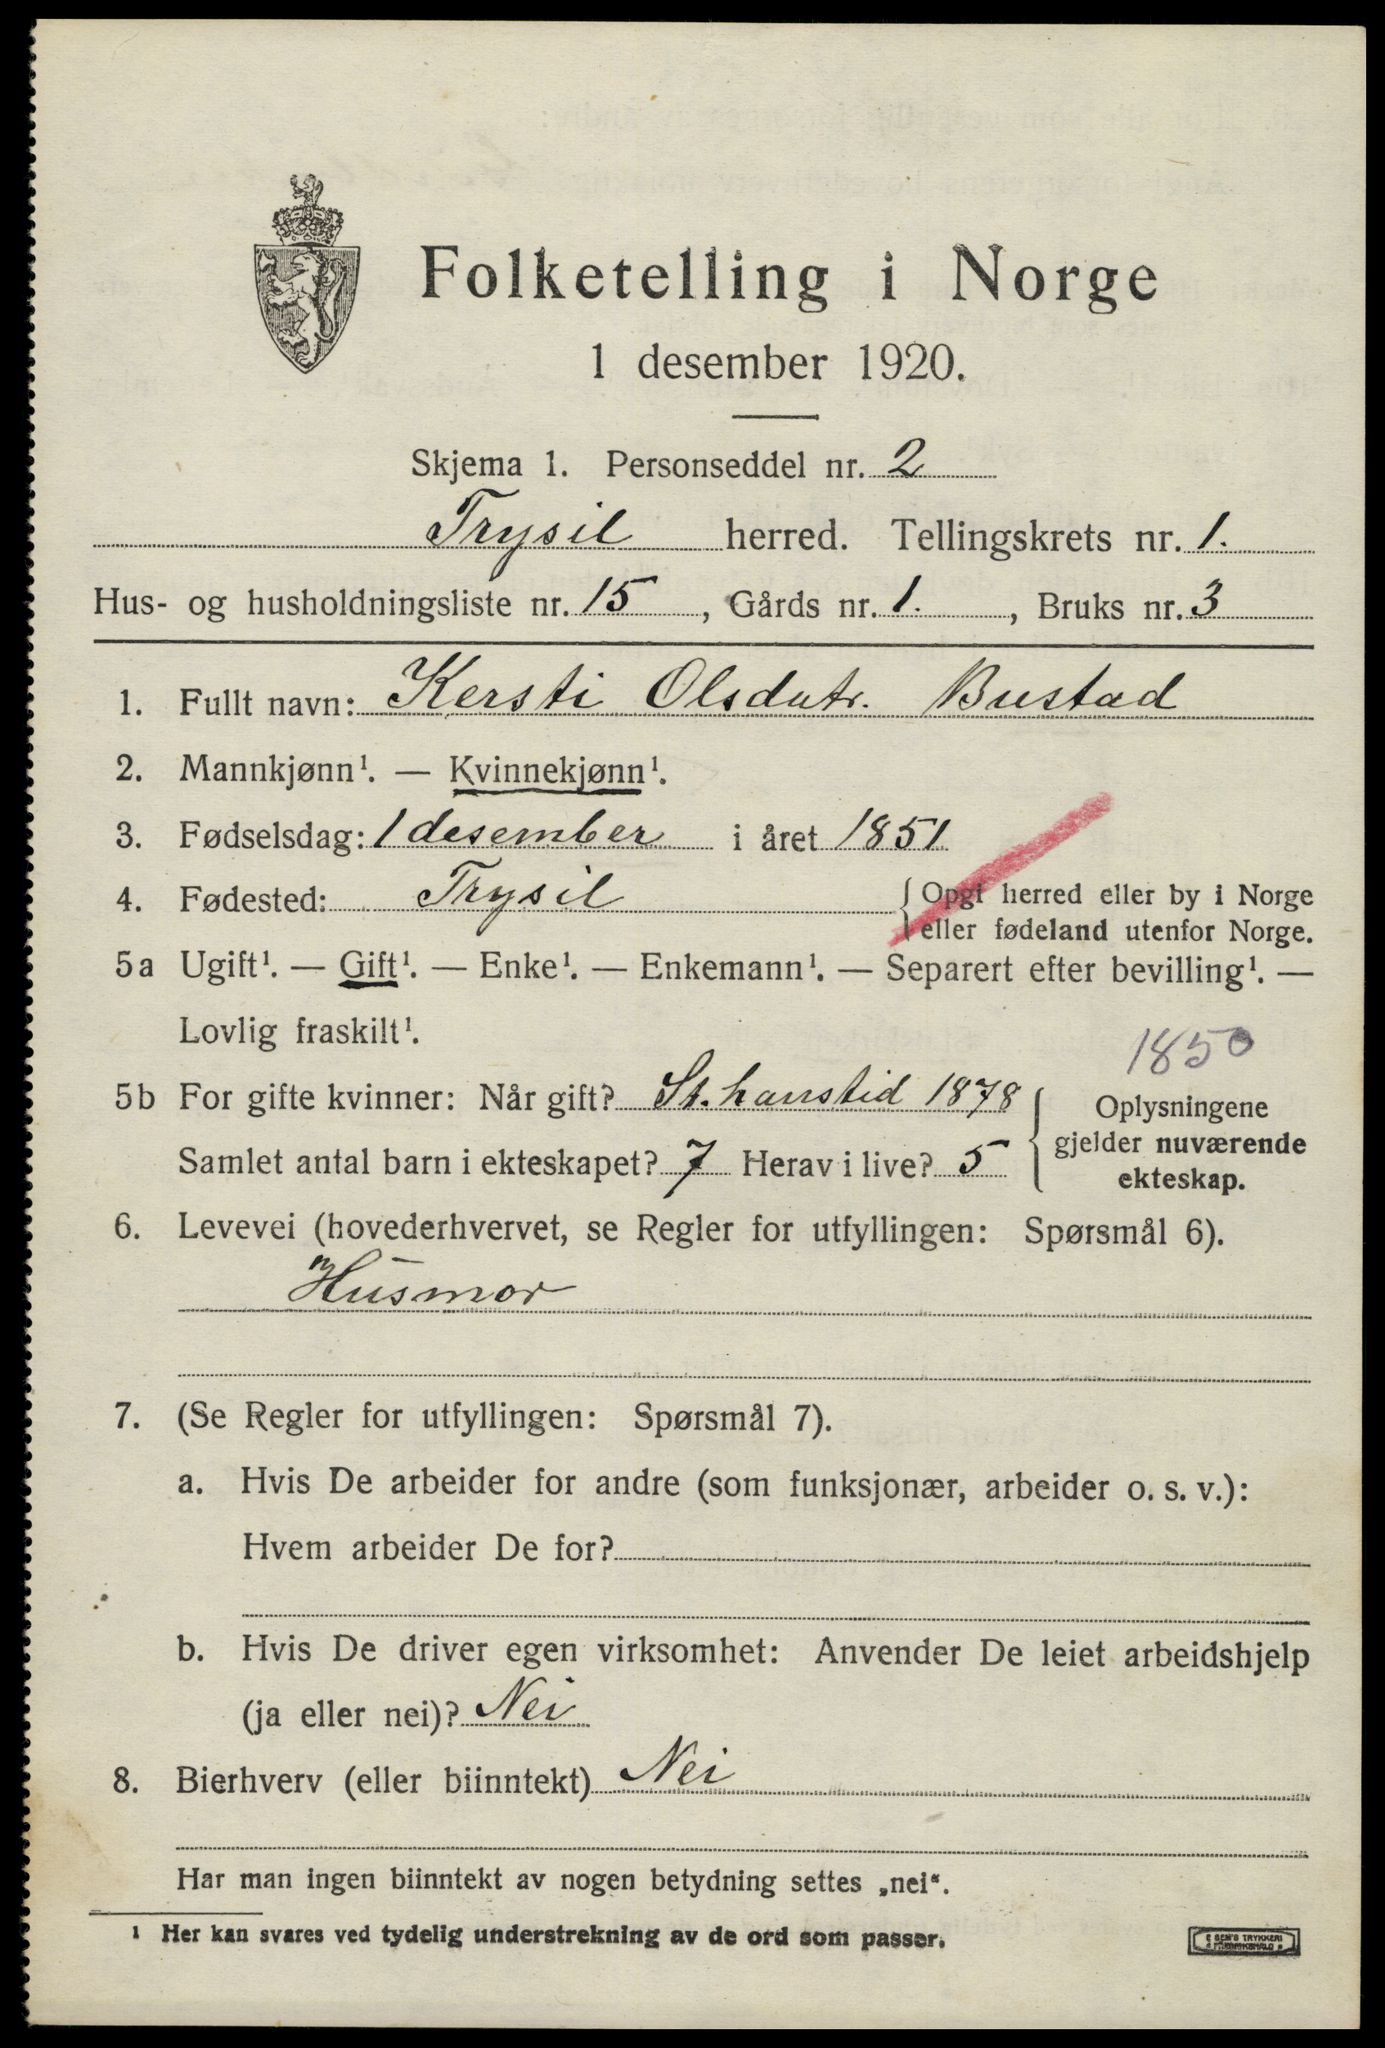 Folketelling i Norge
1 desember 1920.
Skjema 1. Personseddel nr. 2
Trysil herred. Tellingskrets nr. 1.
Hus- og husholdningsliste nr. 15, Gårds nr. 1., Bruks nr. 3
1. Fullt navn: Kersti Olsdatr. Bustad
2. Mannkjønn¹. — Kvinnekjønn¹.
3. Fødselsdag: 1 desember i året 1851
4. Fødested: Trysil { Opgi herred eller by i Norge
eller fødeland utenfor Norge.
5a Ugift¹. — Gift¹. — Enke¹. — Enkemann¹. — Separert efter bevilling¹. —
Lovlig fraskilt¹.
1850
5b For gifte kvinner: Når gift? St. hanstid 1878
Samlet antal barn i ekteskapet? 7 Herav i live? 5
{ Oplysningene
gjelder nuværende
ekteskap.
6. Levevei (hovederhvervet, se Regler for utfyllingen: Spørsmål 6).
Husmor
7. (Se Regler for utfyllingen: Spørsmål 7).
a. Hvis De arbeider for andre (som funksjonær, arbeider o. s. v.):
Hvem arbeider De for?
b. Hvis De driver egen virksomhet: Anvender De leiet arbeidshjelp
(ja eller nei)? Nei
8. Bierhverv (eller biinntekt) Nei
Har man ingen biinntekt av nogen betydning settes „nei".
¹ Her kan svares ved tydelig understrekning av de ord som passer.